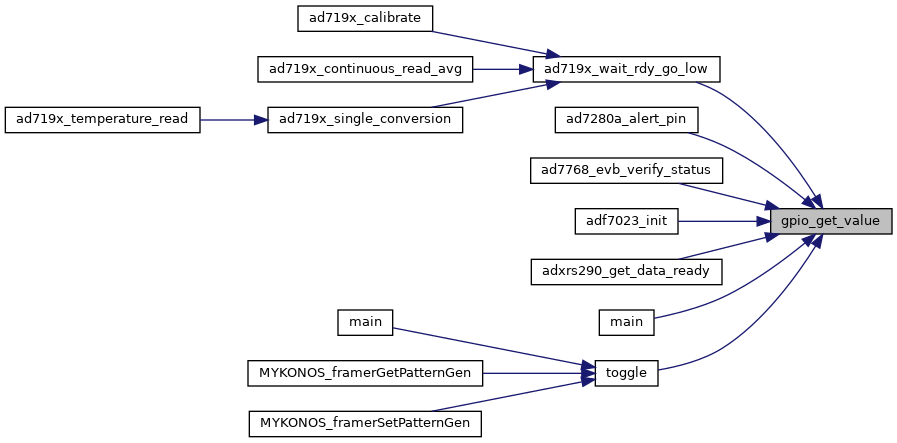 ad719x_calibrate
ad719x_continuous_read_avg
ad719x_wait_rdy_go_low
ad719x_temperature_read
ad719x_single_conversion
ad7280a_alert_pin
ad7768_evb_verify_status
adf7023_init
gpio_get_value
adxrs290_get_data_ready
main
main
MYKONOS_framerGetPatternGen
toggle
MYKONOS_framerSetPatternGen